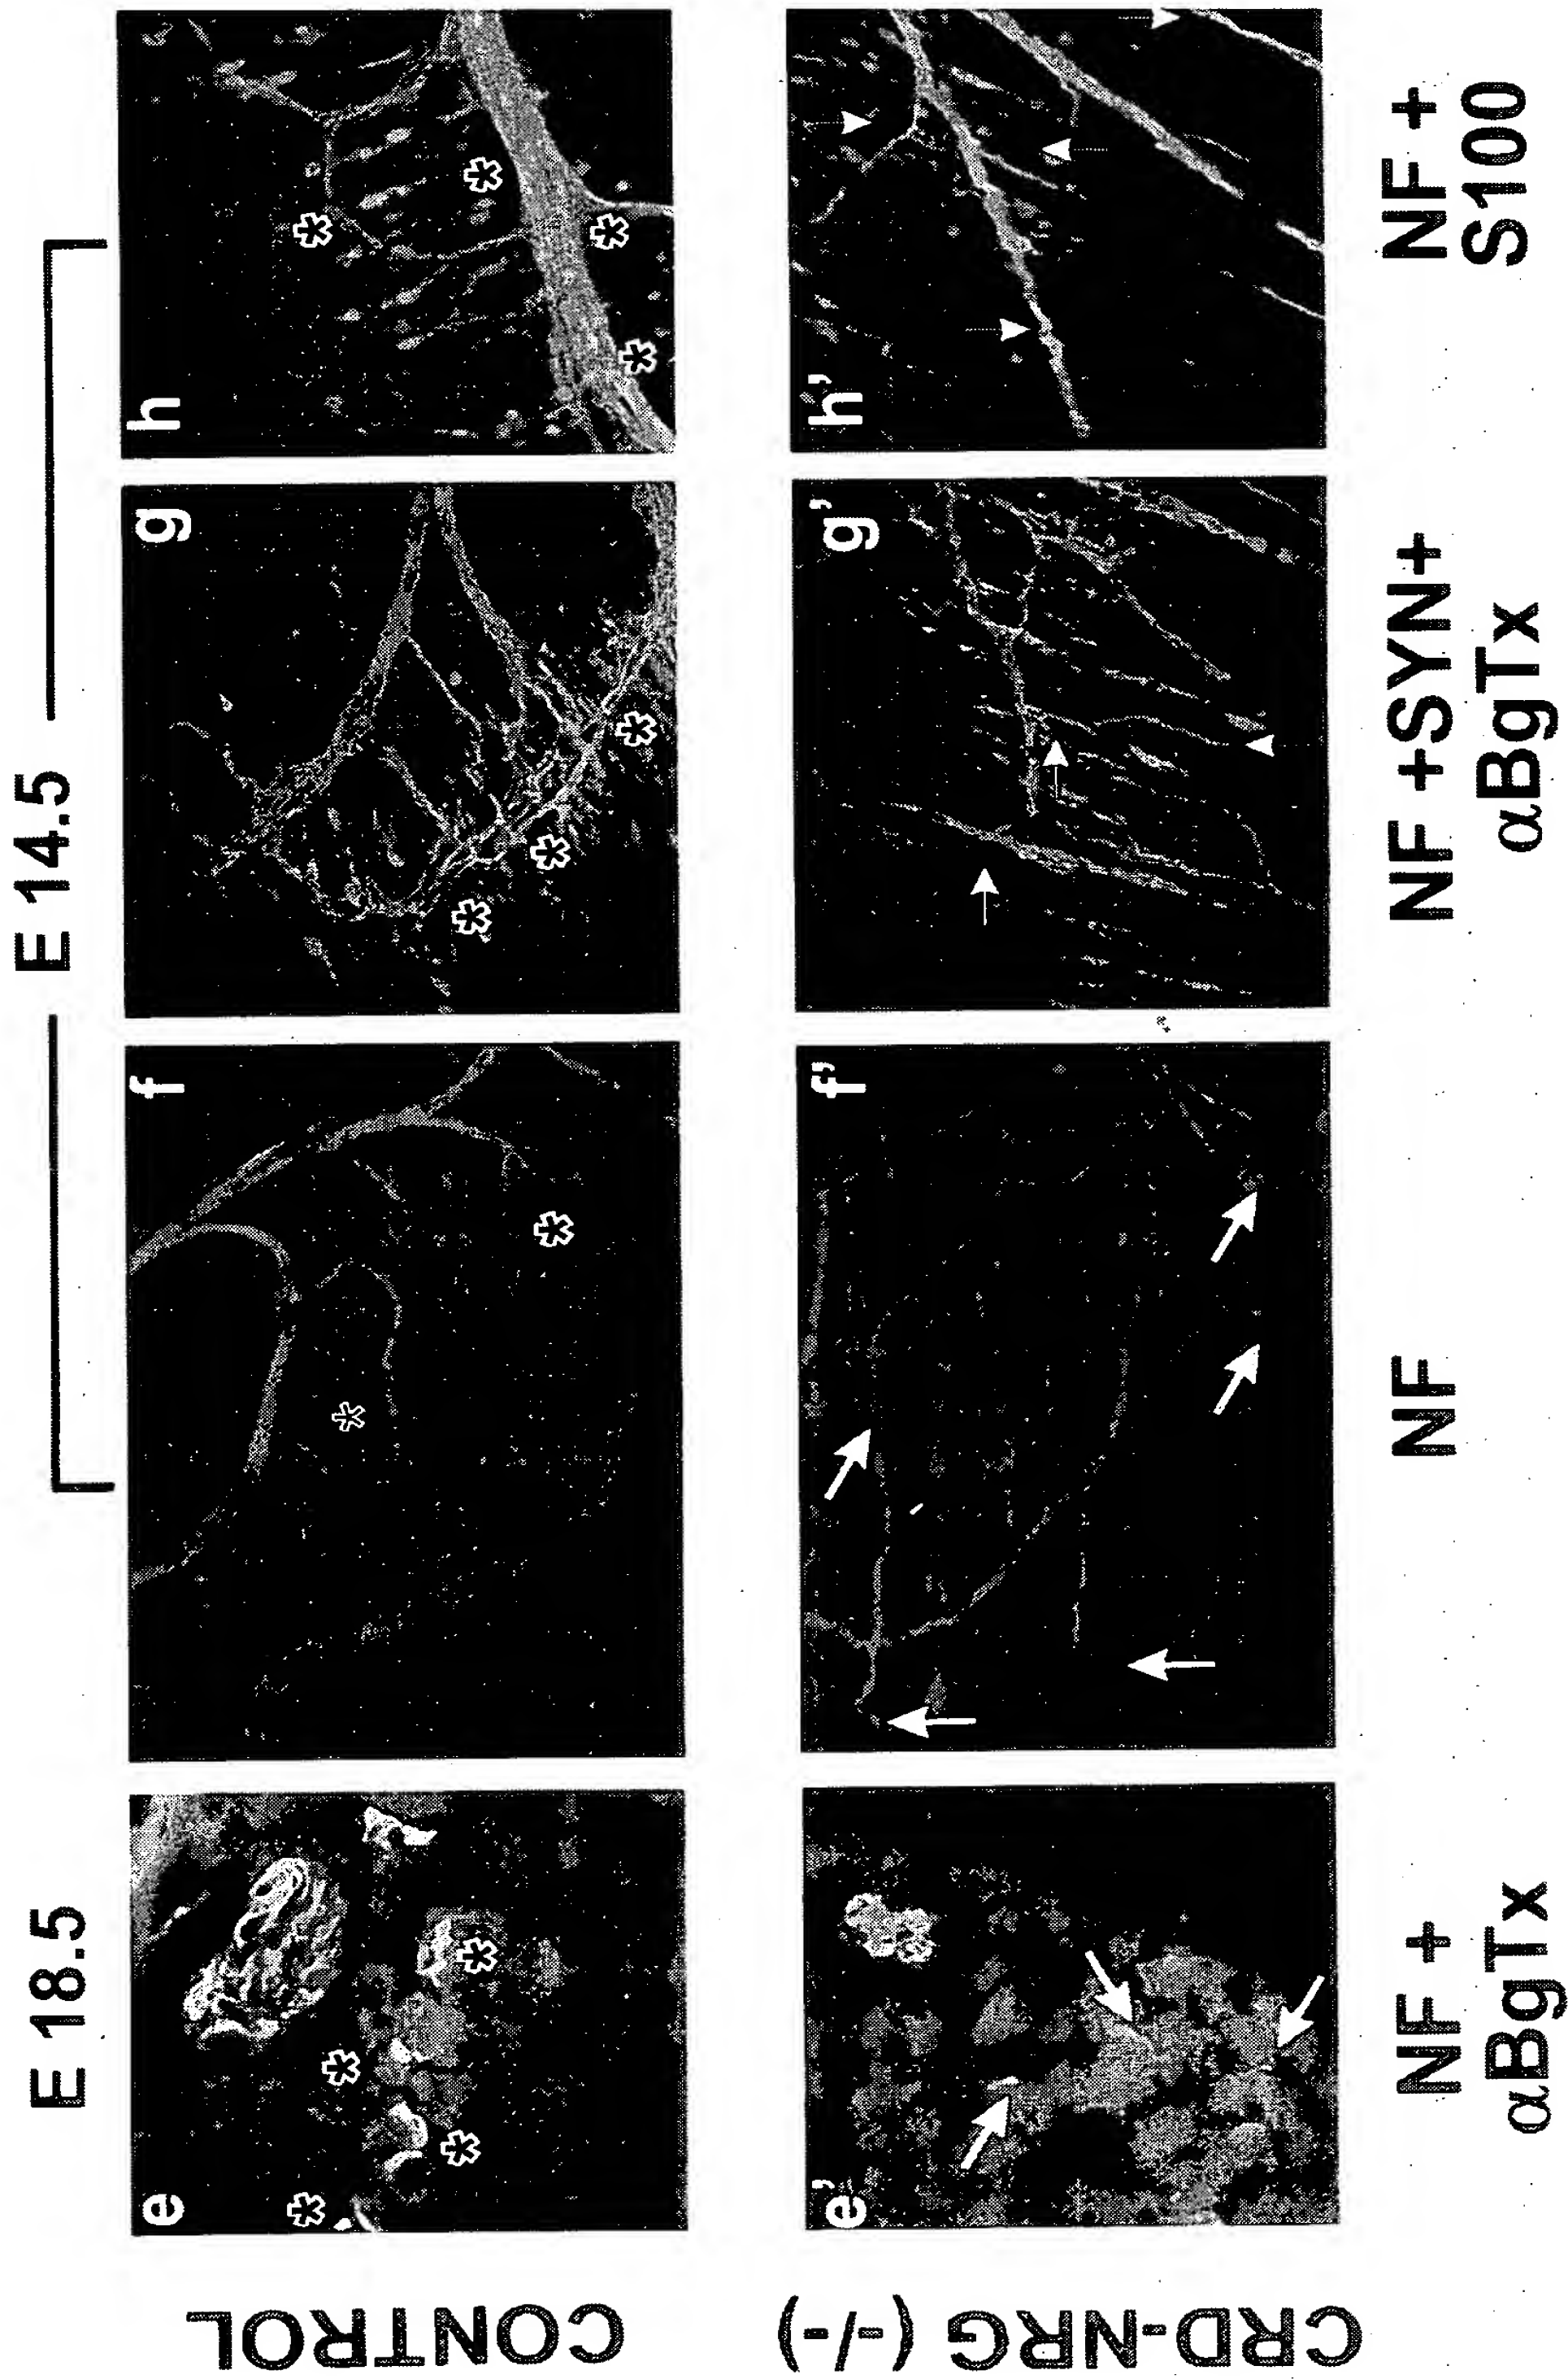 E 18.5
E 14.5
CONTROL
e
f
g
h
CRD-NRG (-/-)
e'
f'
g'
h'
NF +
αBgTx
NF
NF +SYN+
αBgTx
NF +
S100